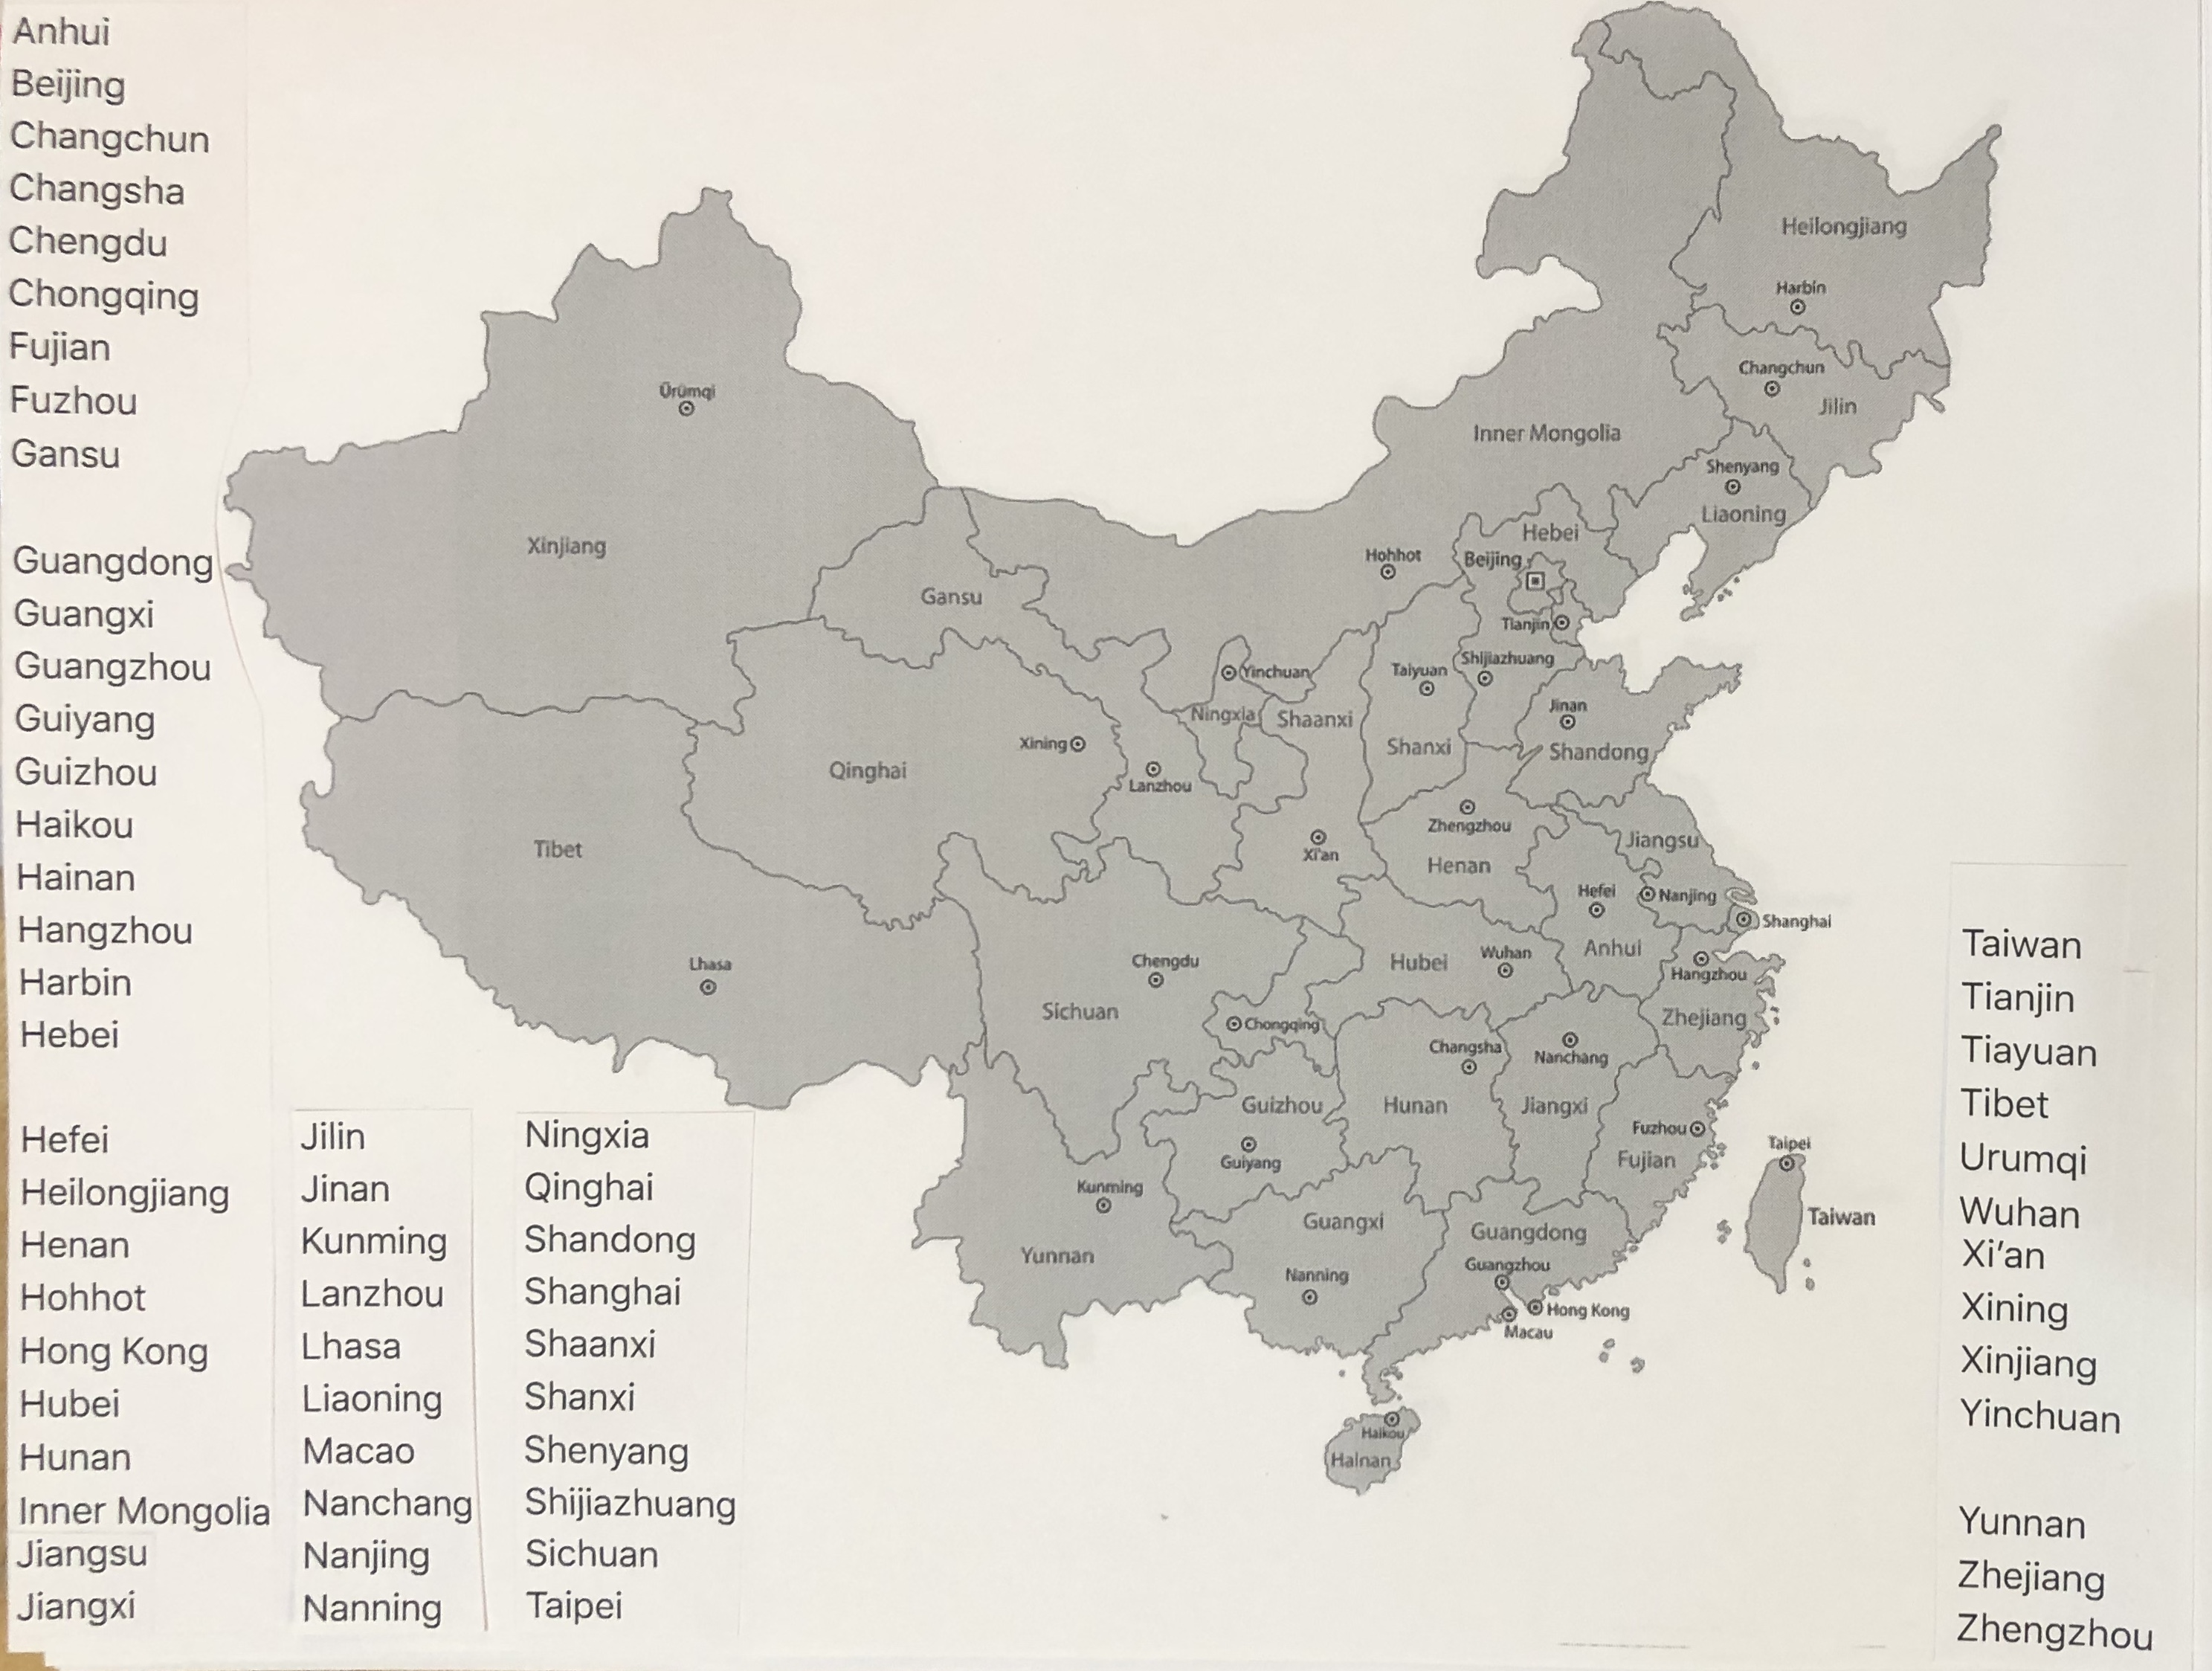 Anhui
Beijing
Changchun
Changsha
Chengdu
Chongqing
Fujian
Fuzhou
Gansu
Guangdong
Guangxi
Guangzhou
Guiyang
Guizhou
Haikou
Hainan
Hangzhou
Harbin
Hebei
Hefei
Heilongjiang
Henan
Hohhot
Hong Kong
Hubei
Hunan
Inner Mongolia
Jiangsu
Jiangxi
Jilin
Jinan
Kunming
Lanzhou
Lhasa
Liaoning
Macao
Nanchang
Nanjing
Nanning
Ningxia
Qinghai
Shandong
Shanghai
Shaanxi
Shanxi
Shenyang
Shijiazhuang
Sichuan
Taipei
Taiwan
Tianjin
Tiayuan
Tibet
Urumqi
Wuhan
Xi’an
Xining
Xinjiang
Yinchuan
Yunnan
Zhejiang
Zhengzhou
Heilongjiang
Harbin
Changchun
Jilin
Ürümqi
Inner Mongolia
Shenyang
Liaoning
Hebei
Hohhot
Beijing
Xinjiang
Gansu
Tianjin
Shijiazhuang
Taiyuan
Yinchuan
Jinan
Ningxia
Shaanxi
Shanxi
Shandong
Xining
Qinghai
Lanzhou
Zhengzhou
Jiangsu
Tibet
Xi'an
Henan
Hefei
Nanjing
Shanghai
Lhasa
Chengdu
Hubei
Wuhan
Anhui
Hangzhou
Sichuan
Chongqing
Zhejiang
Changsha
Nanchang
Guizhou
Hunan
Jiangxi
Fuzhou
Guiyang
Fujian
Taipei
Kunming
Guangxi
Guangdong
Taiwan
Yunnan
Nanning
Guangzhou
Hong Kong
Macau
Haikou
Hainan